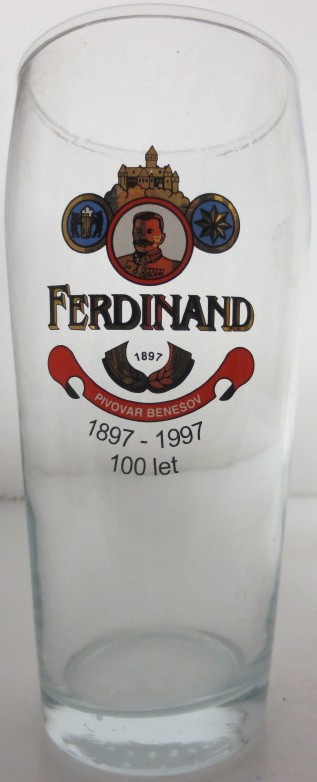 FERDINAND
1897
PIVOVAR BENEŠOV
1897 - 1997
100 let